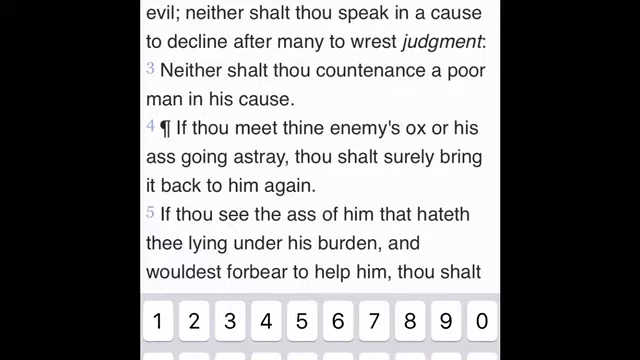 evil; neither shalt thou speak in a cause
to decline after many to wrest judgment:
3 Neither shalt thou countenance a poor
man in his cause.
4 ¶ If thou meet thine enemy's ox or his
ass going astray, thou shalt surely bring
it back to him again.
5 If thou see the ass of him that hateth
thee lying under his burden, and
wouldest forbear to help him, thou shalt
1 2 3 4 5 6 7 8 9 0